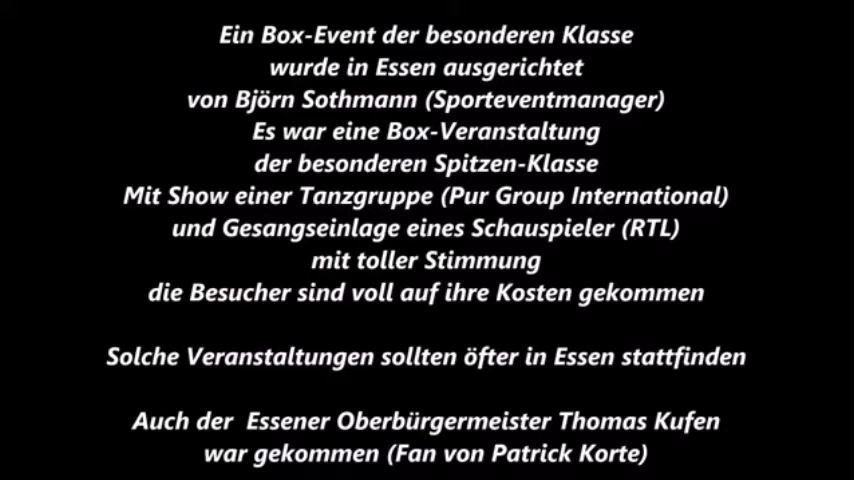 Ein Box-Event der besonderen Klasse
wurde in Essen ausgerichtet
von Björn Sothmann (Sporteventmanager)
Es war eine Box-Veranstaltung
der besonderen Spitzen-Klasse
Mit Show einer Tanzgruppe (Pur Group International)
und Gesangseinlage eines Schauspieler (RTL)
mit toller Stimmung
die Besucher sind voll auf ihre Kosten gekommen
Solche Veranstaltungen sollten öfter in Essen stattfinden
Auch der  Essener Oberbürgermeister Thomas Kufen
war gekommen (Fan von Patrick Korte)